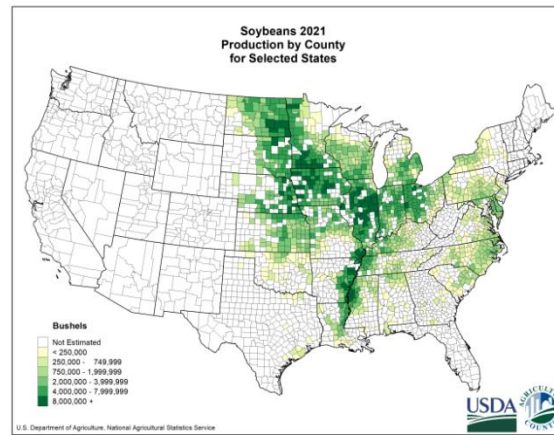 Soybeans 2021
Production by County
for Selected States
Bushels
Not Estimated
< 250,000
250,000 - 749,999
750,000 - 1,999,999
2,000,000 - 3,999,999
4,000,000 - 7,999,999
8,000,000 +
U.S. Department of Agriculture, National Agricultural Statistics Service
USDA
AGRICULTURE
COUNTS